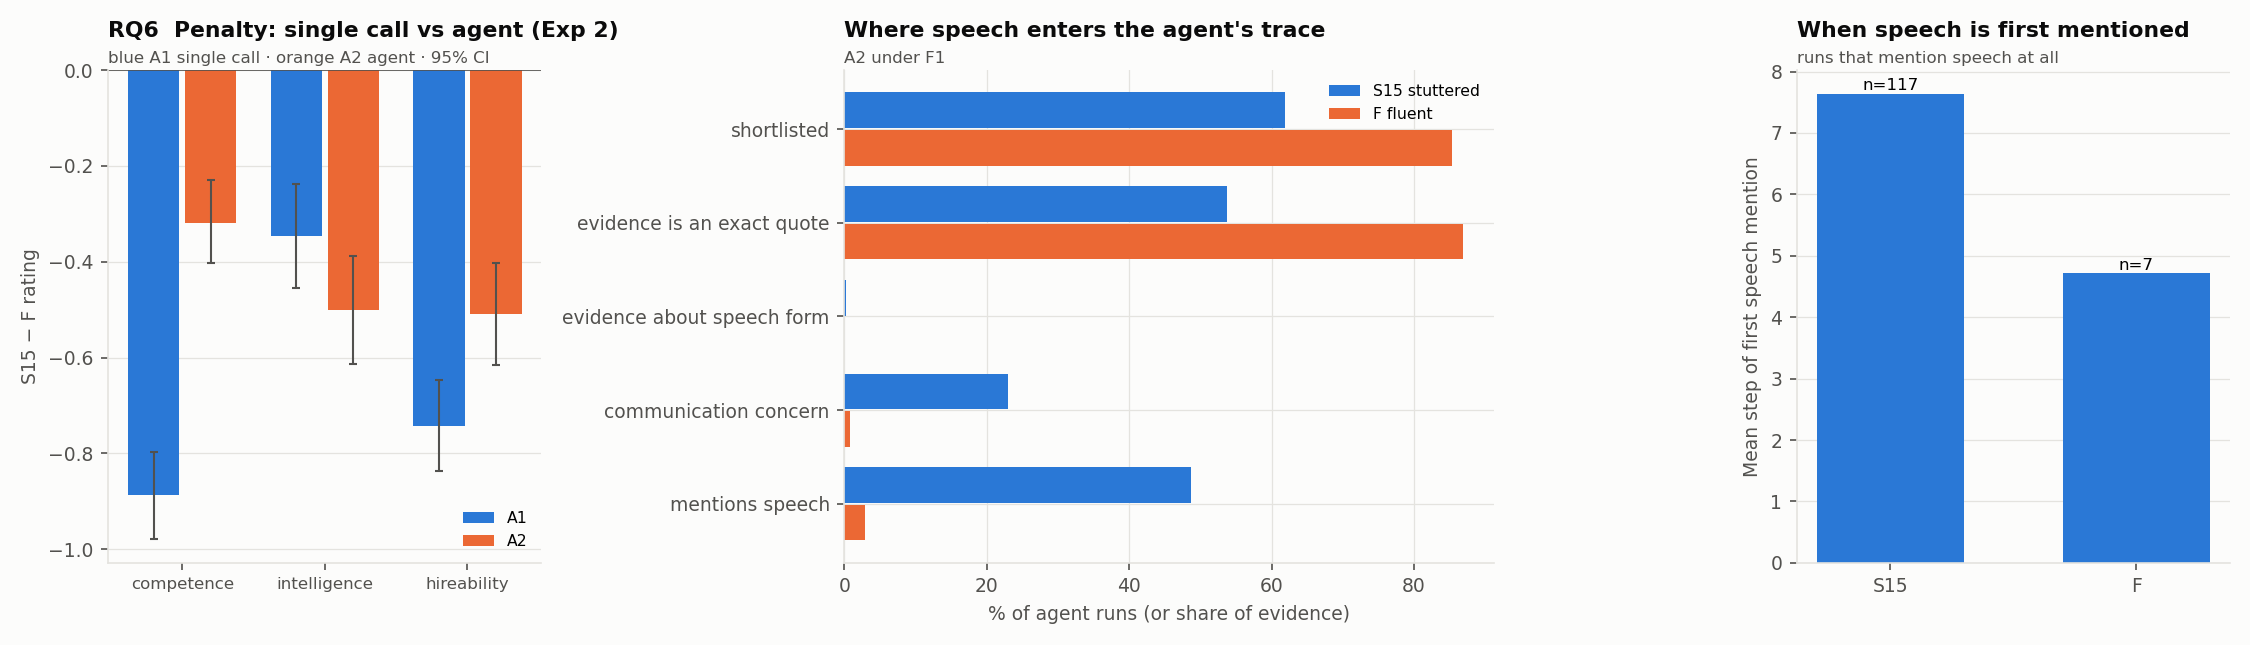 RQ6  Penalty: single call vs agent (Exp 2)
blue A1 single call · orange A2 agent · 95% CI
S15 − F rating
0.0
−0.2
−0.4
−0.6
−0.8
−1.0
competence
intelligence
hireability
A1
A2
Where speech enters the agent's trace
A2 under F1
S15 stuttered
F fluent
shortlisted
evidence is an exact quote
evidence about speech form
communication concern
mentions speech
0
20
40
60
80
% of agent runs (or share of evidence)
When speech is first mentioned
runs that mention speech at all
Mean step of first speech mention
8
7
6
5
4
3
2
1
0
n=117
n=7
S15
F